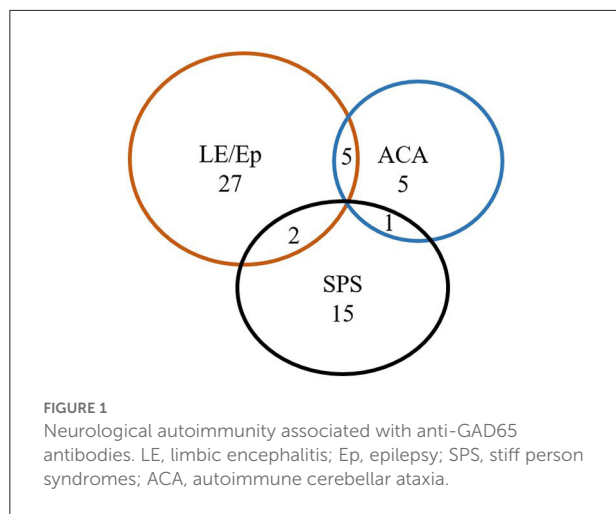 LE/Ep
27
5
ACA
5
2
1
SPS
15
FIGURE 1
Neurological autoimmunity associated with anti-GAD65
antibodies. LE, limbic encephalitis; Ep, epilepsy; SPS, stiff person
syndromes; ACA, autoimmune cerebellar ataxia.